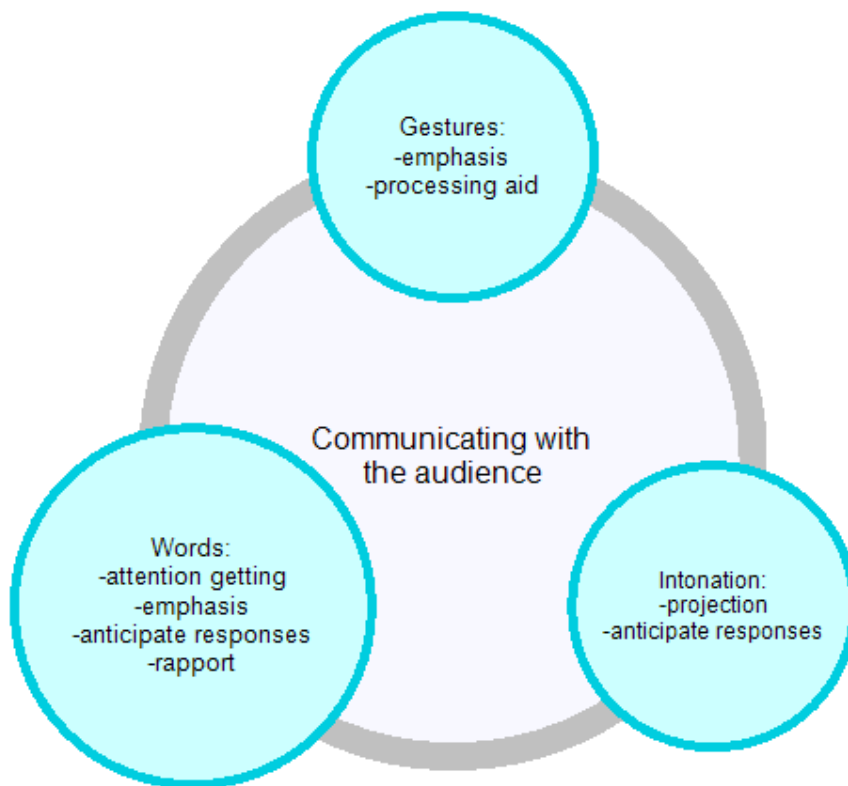 Gestures:
-emphasis
-processing aid
Communicating with
the audience
Words:
-attention getting
-emphasis
-anticipate responses
-rapport
Intonation:
-projection
-anticipate responses